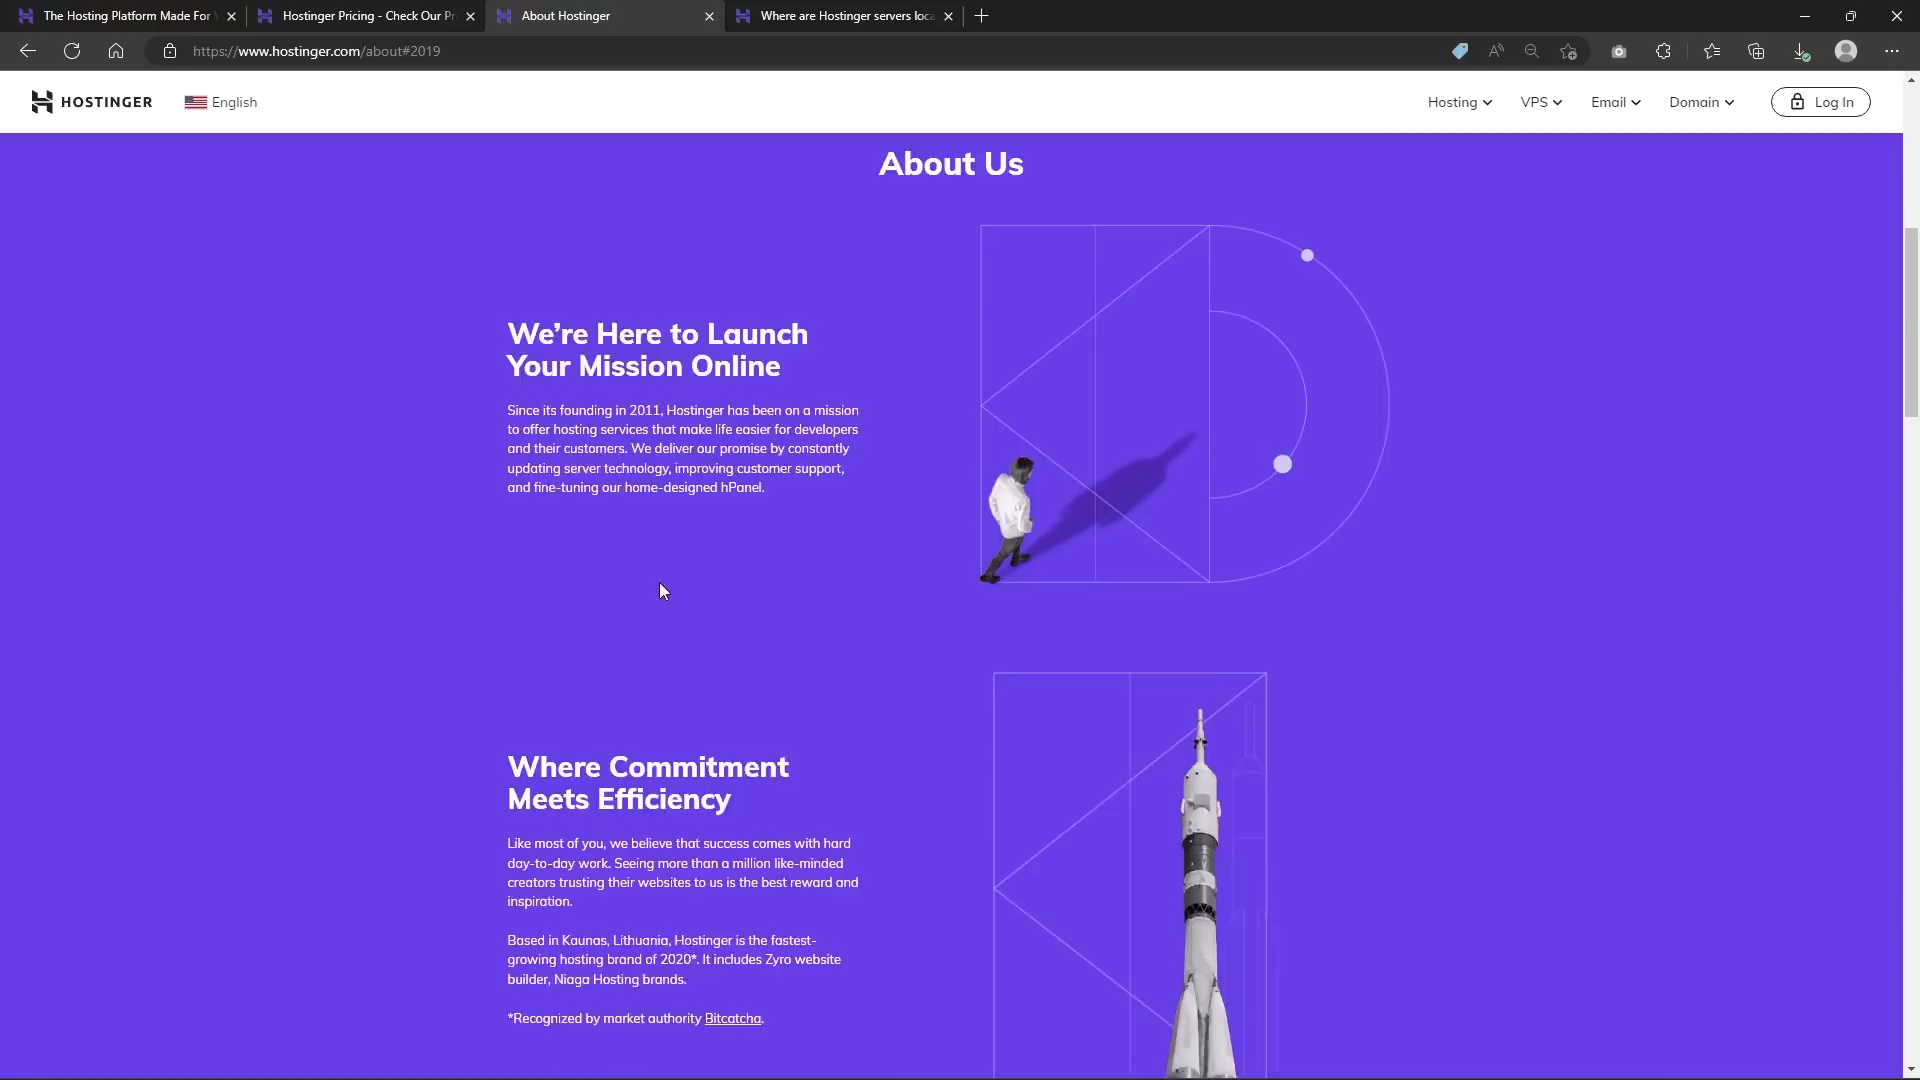 The Hosting Platform Made For
Hostinger Pricing - Check Our Pr
About Hostinger
Where are Hostinger servers loca
https://www.hostinger.com/about#2019
HOSTINGER
English
Hosting
VPS
Email
Domain
Log In
About Us
We’re Here to Launch
Your Mission Online
Since its founding in 2011, Hostinger has been on a mission
to offer hosting services that make life easier for developers
and their customers. We deliver our promise by constantly
updating server technology, improving customer support,
and fine-tuning our home-designed hPanel.
Where Commitment
Meets Efficiency
Like most of you, we believe that success comes with hard
day-to-day work. Seeing more than a million like-minded
creators trusting their websites to us is the best reward and
inspiration.
Based in Kaunas, Lithuania, Hostinger is the fastest-
growing hosting brand of 2020*. It includes Zyro website
builder, Niaga Hosting brands.
*Recognized by market authority Bitcatcha.